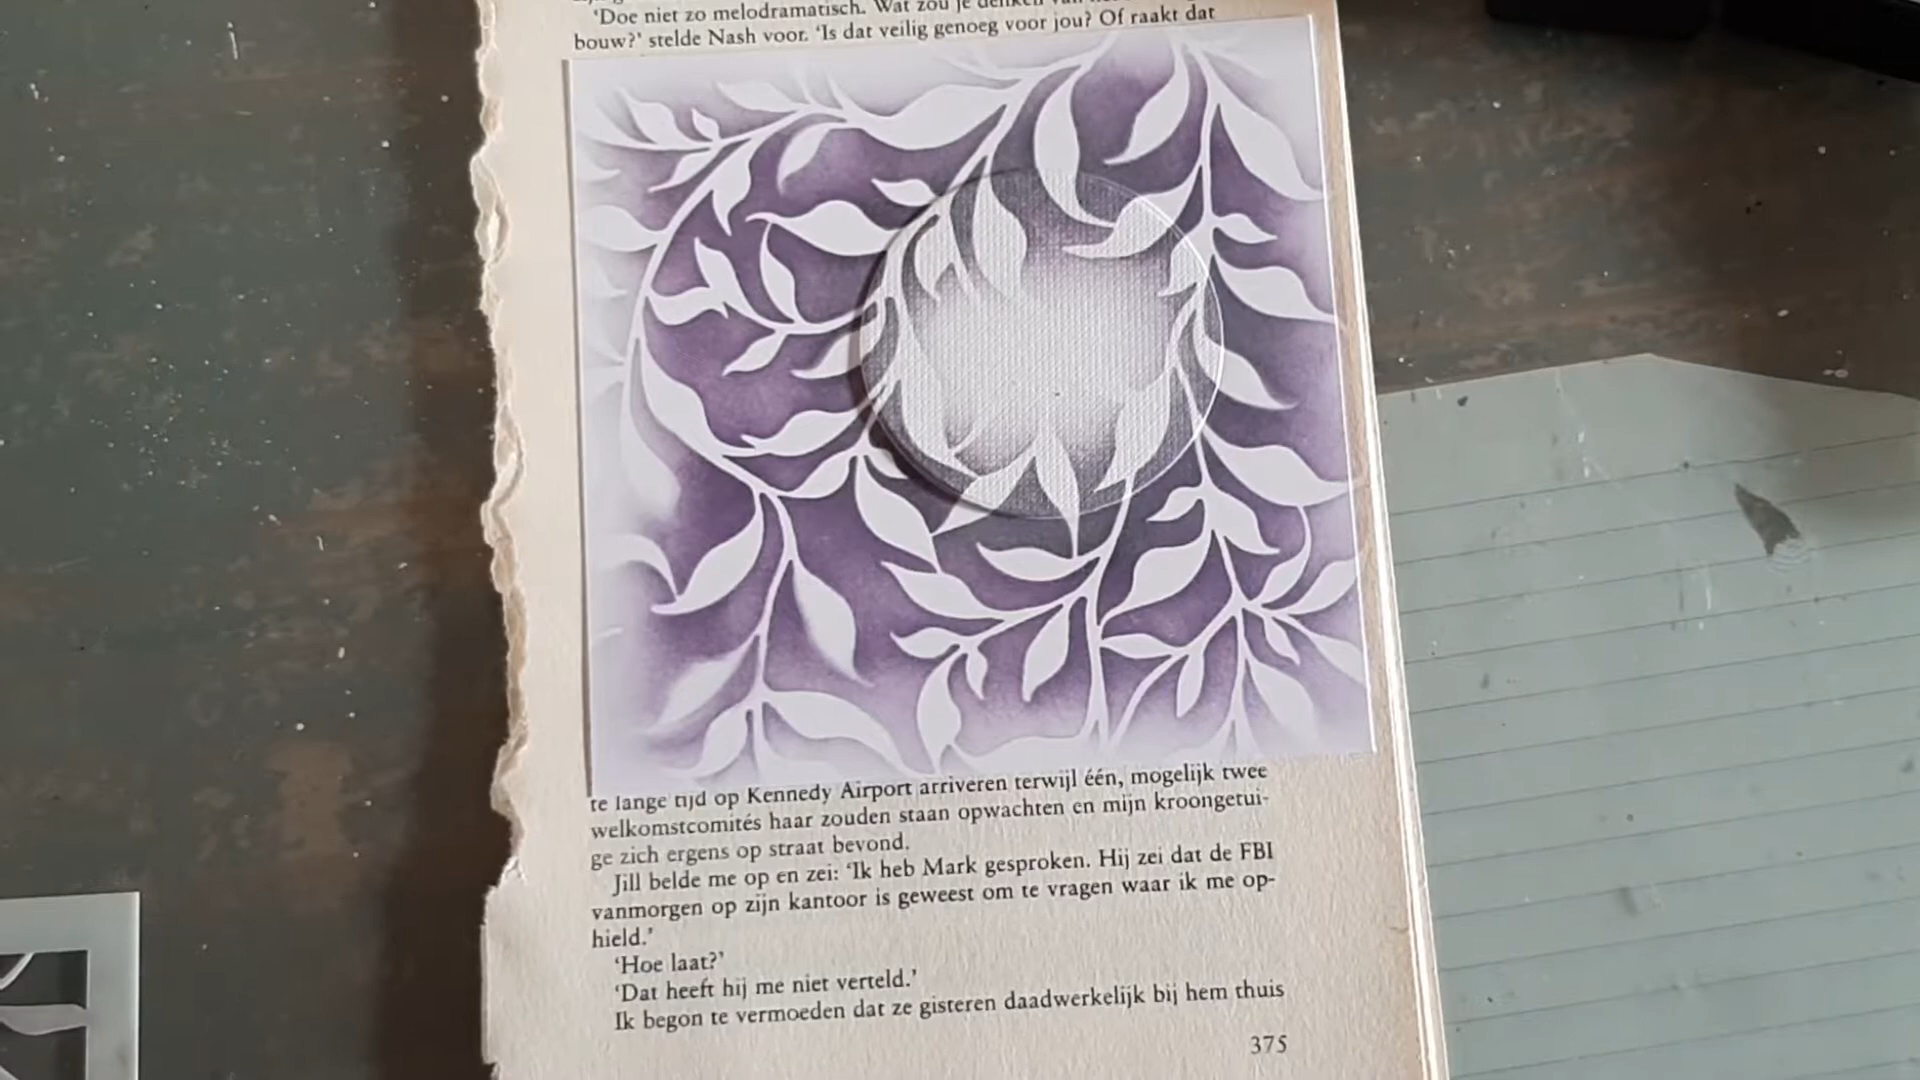 'Doe niet zo melodramatisch. Wat zou je denken van
bouw?' stelde Nash voor. 'Is dat veilig genoeg voor jou? Of raakt dat
te lange tijd op Kennedy Airport arriveren terwijl één, mogelijk twee
welkomstcomités haar zouden staan opwachten en mijn kroongetui-
ge zich ergens op straat bevond.
Jill belde me op en zei: 'Ik heb Mark gesproken. Hij zei dat de FBI
vanmorgen op zijn kantoor is geweest om te vragen waar ik me op-
hield.'
'Hoe laat?'
'Dat heeft hij me niet verteld.'
Ik begon te vermoeden dat ze gisteren daadwerkelijk bij hem thuis
375